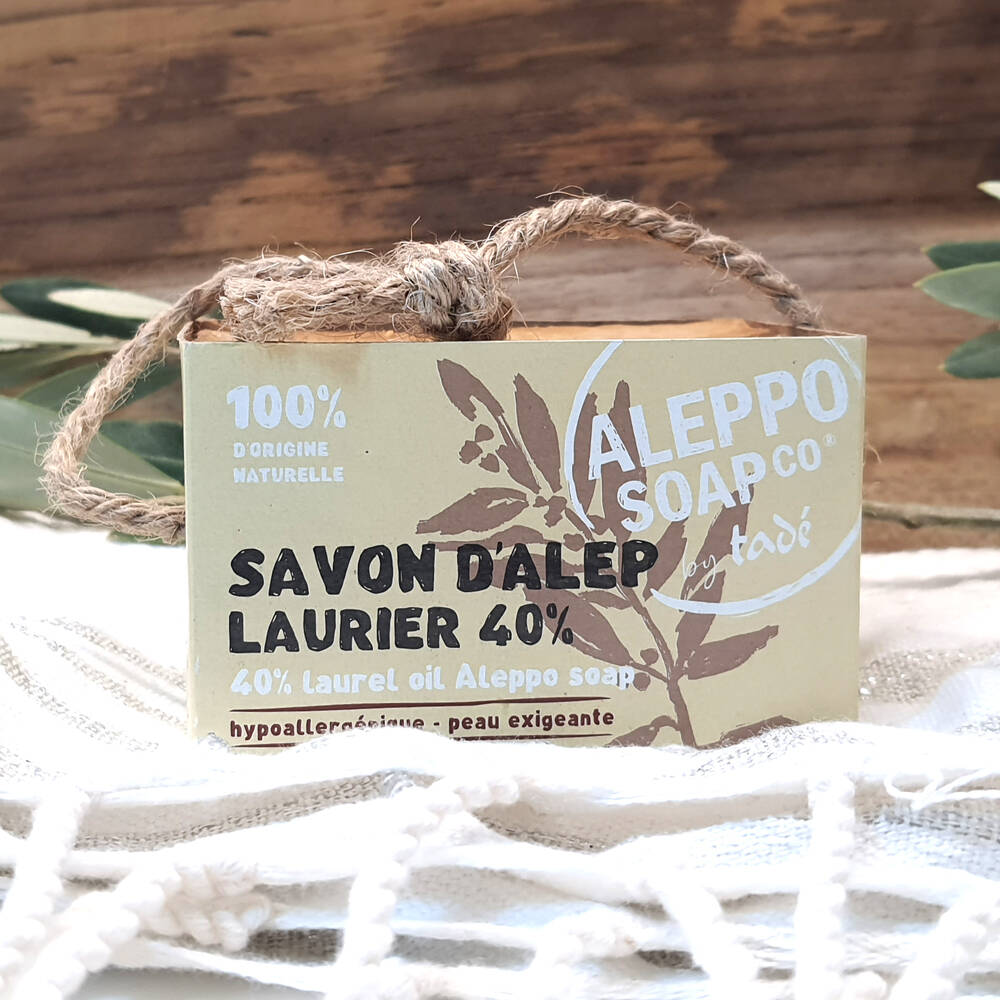 100%
D'ORIGINE
NATURELLE
ALEPPO
SOAP CO®
by tadé
SAVON D'ALEP
LAURIER 40%
40% Laurel oil Aleppo soap
hypoallergénique - peau exigeante